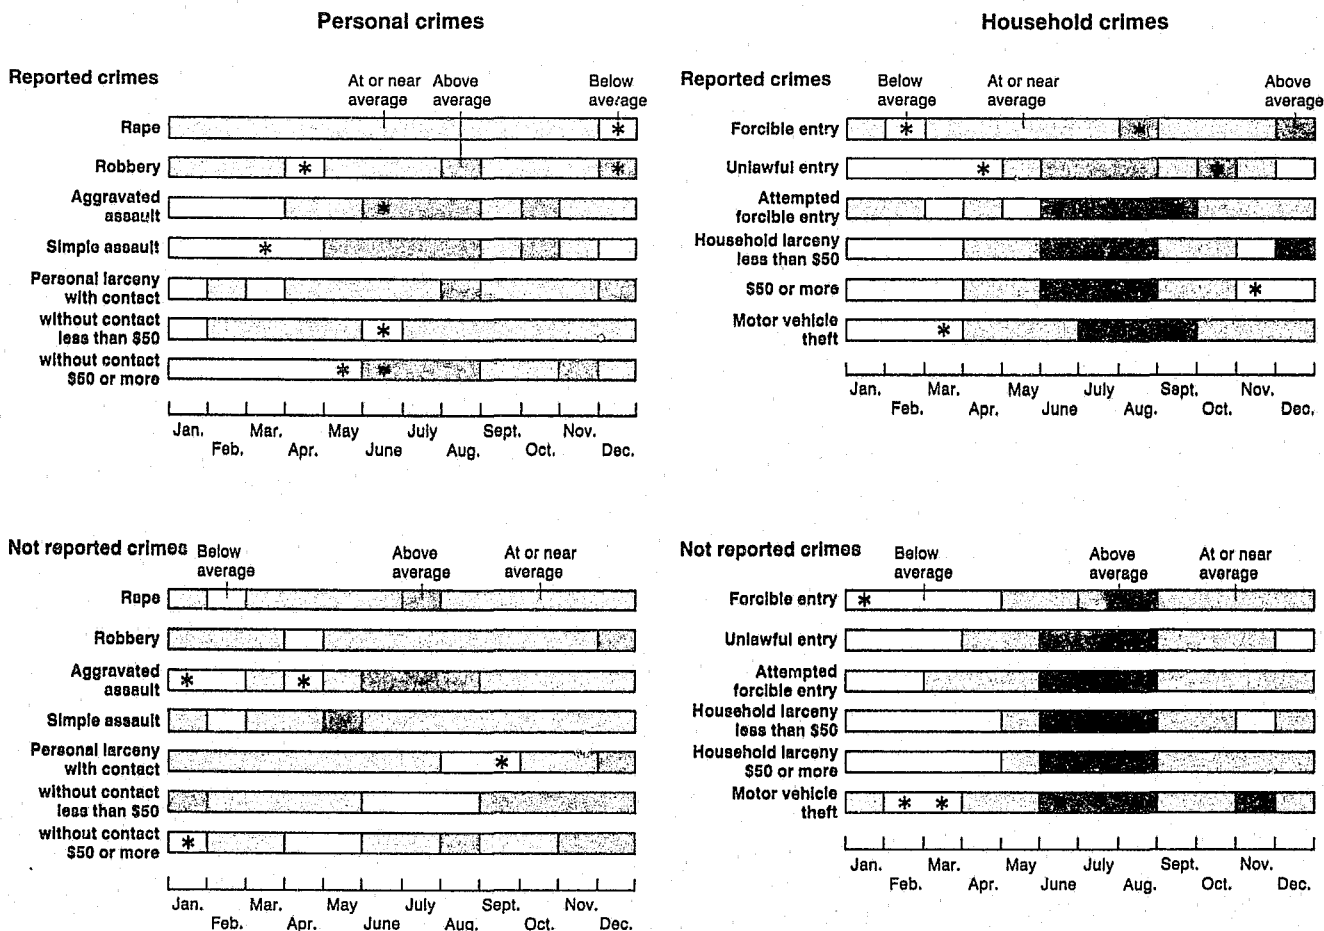 Personal crimes
Household crimes
Reported crimes
At or near average
Above average
Below average
Rape
Robbery
Aggravated
assault
Simple assault
Personal larceny
with contact
without contact
less than $50
without contact
$50 or more
Jan.
Feb.
Mar.
Apr.
May
June
July
Aug.
Sept.
Oct.
Nov.
Dec.
Reported crimes
Below average
At or near average
Above average
Forcible entry
Unlawful entry
Attempted
forcible entry
Household larceny
less than $50
$50 or more
Motor vehicle
theft
Jan.
Feb.
Mar.
Apr.
May
June
July
Aug.
Sept.
Oct.
Nov.
Dec.
Not reported crimes
Below average
Above average
At or near average
Rape
Robbery
Aggravated
assault
Simple assault
Personal larceny
with contact
without contact
less than $50
without contact
$50 or more
Jan.
Feb.
Mar.
Apr.
May
June
July
Aug.
Sept.
Oct.
Nov.
Dec.
Not reported crimes
Below average
Above average
At or near average
Forcible entry
Unlawful entry
Attempted
forcible entry
Household larceny
less than $50
Household larceny
$50 or more
Motor vehicle
theft
Jan.
Feb.
Mar.
Apr.
May
June
July
Aug.
Sept.
Oct.
Nov.
Dec.